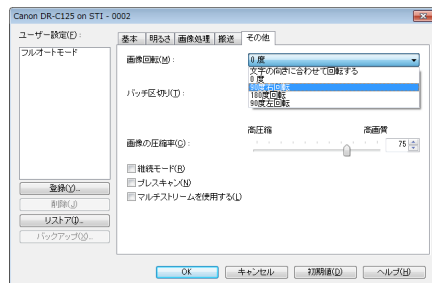 Canon DR-C125 on STI - 0002
ユーザー設定(E):
フルオートモード
登録(Y)...
削除(J)
リストア(I)...
バックアップ(X)...
基本 明るさ 画像処理 搬送 その他
画像回転(M):
0 度
文字の向きに合わせて回転する
0 度
90度右回転
180度回転
90度左回転
バッチ区切り(T):
高圧縮 高画質
画像の圧縮率(O):
75
継続モード(R)
プレスキャン(N)
マルチストリームを使用する(L)
OK キャンセル 初期値(D) ヘルプ(H)